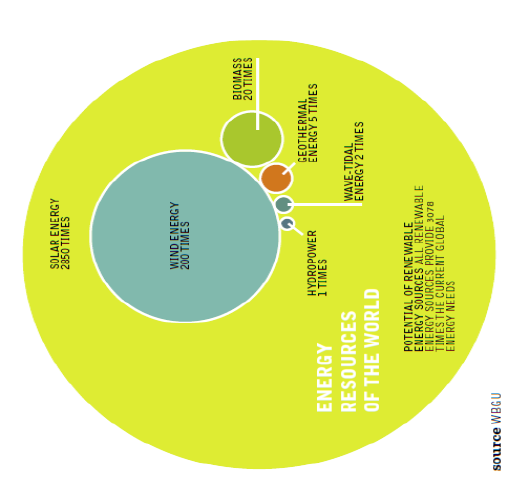 SOLAR ENERGY
2850 TIMES
WIND ENERGY
200 TIMES
BIOMASS
20 TIMES
GEOTHERMAL
ENERGY 5 TIMES
HYDROPOWER
1 TIMES
WAVE-TIDAL
ENERGY 2 TIMES
ENERGY
RESOURCES
OF THE WORLD
POTENTIAL OF RENEWABLE
ENERGY SOURCES ALL RENEWABLE
ENERGY SOURCES PROVIDE 3078
TIMES THE CURRENT GLOBAL
ENERGY NEEDS
source WBGU